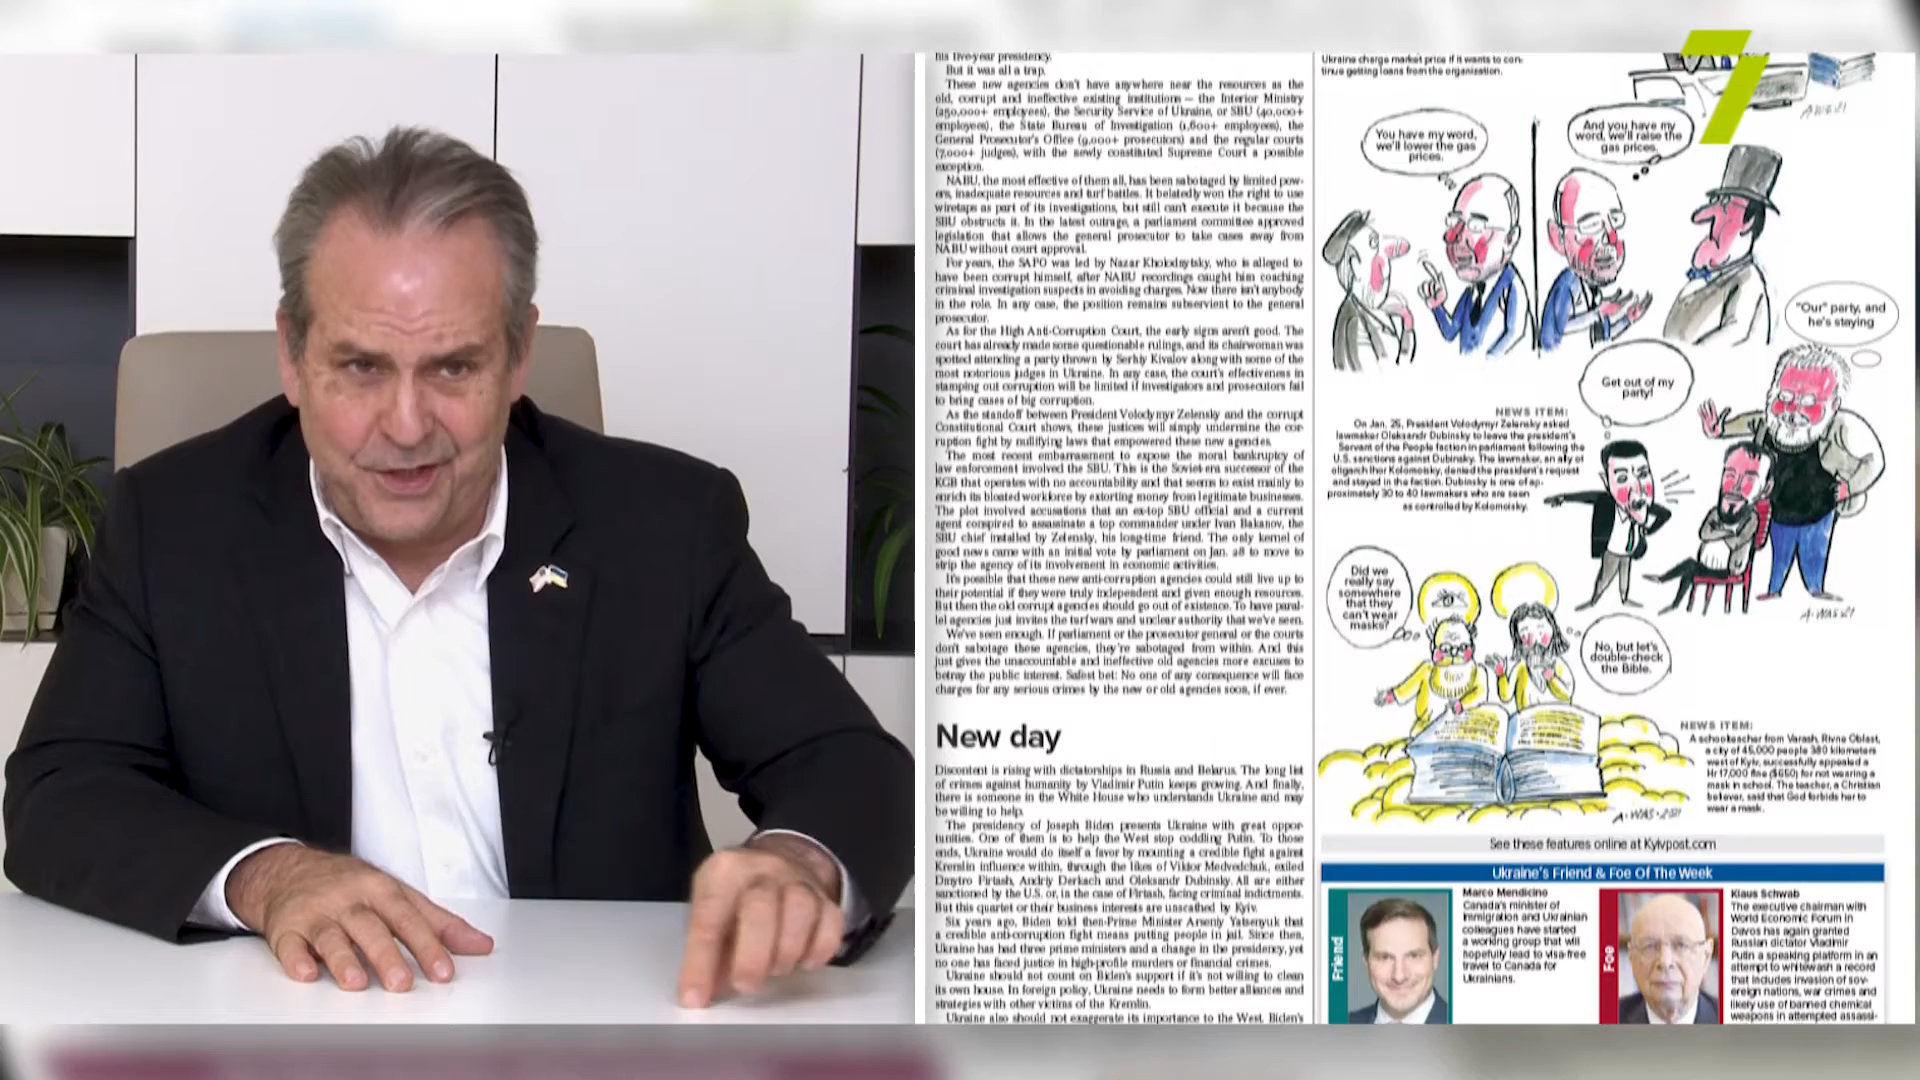 his five-year presidency.
But it was all a trap.
These new agencies don't have anywhere near the resources as the
old, corrupt and ineffective existing institutions — the Interior Ministry
(250,000+ employees), the Security Service of Ukraine, or SBU (40,000+
employees), the State Bureau of Investigation (1,600+ employees), the
General Prosecutor's Office (9,000+ prosecutors) and the regular courts
(7,000+ judges), with the newly constituted Supreme Court a possible
exception.
NABU, the most effective of them all, has been sabotaged by limited pow-
ers, inadequate resources and turf battles. It belatedly won the right to use
wiretaps as part of its investigations, but still can't execute it because the
SBU obstructs it. In the latest outrage, a parliament committee approved
legislation that allows the general prosecutor to take cases away from
NABU without court approval.
For years, the SAPO was led by Nazar Kholodnytsky, who is alleged to
have been corrupt himself, after NABU recordings caught him coaching
criminal investigation suspects in avoiding charges. Now there isn't anybody
in the role. In any case, the position remains subservient to the general
prosecutor.
As for the High Anti-Corruption Court, the early signs aren't good. The
court has already made some questionable rulings, and its chairwoman was
spotted attending a party thrown by Serhiy Kivalov along with some of the
most notorious judges in Ukraine. In any case, the court's effectiveness in
stamping out corruption will be limited if investigators and prosecutors fail
to bring cases of big corruption.
As the standoff between President Volodymyr Zelensky and the corrupt
Constitutional Court shows, these justices will simply undermine the cor-
ruption fight by nullifying laws that empowered these new agencies.
The most recent embarrassment to expose the moral bankruptcy of
law enforcement involved the SBU. This is the Soviet-era successor of the
KGB that operates with no accountability and that seems to exist mainly to
enrich its bloated workforce by extorting money from legitimate businesses.
The plot involved accusations that an ex-top SBU official and a current
agent conspired to assassinate a top commander under Ivan Bakanov, the
SBU chief installed by Zelensky, his longtime friend. The only kernel of
good news came with an initial vote by parliament on Jan. 28 to move to
strip the agency of its involvement in economic activities.
It's possible that these new anti-corruption agencies could still live up to
their potential if they were truly independent and given enough resources.
But then the old corrupt agencies should go out of existence. To have paral-
lel agencies just invites the turf wars and unclear authority that we've seen.
We've seen enough. If parliament or the prosecutor general or the courts
don't sabotage these agencies, they're sabotaged from within. And this
just gives the unaccountable and ineffective old agencies more excuses to
betray the public interest. Safest bet: No one of any consequence will face
charges for any serious crimes by the new or old agencies soon, if ever.
New day
Discontent is rising with dictatorships in Russia and Belarus. The long list
of crimes against humanity by Vladimir Putin keeps growing. And finally,
there is someone in the White House who understands Ukraine and may
be willing to help.
The presidency of Joseph Biden presents Ukraine with great oppor-
tunities. One of them is to help the West stop coddling Putin. To those
ends, Ukraine would do itself a favor by mounting a credible fight against
Kremlin influence within, through the likes of Viktor Medvedchuk, exiled
Dmytro Firtash, Andriy Derkach and Oleksandr Dubinsky. All are either
sanctioned by the U.S. or, in the case of Firtash, facing criminal indictments.
But this quartet or their business interests are unscathed by Kyiv.
Six years ago, Biden told then-Prime Minister Arseniy Yatsenyuk that
a credible anti-corruption fight means putting people in jail. Since then,
Ukraine has had three prime ministers and a change in the presidency, yet
no one has faced justice in high-profile murders or financial crimes.
Ukraine should not count on Biden's support if it's not willing to clean
its own house. In foreign policy, Ukraine needs to form better alliances and
strategies with other victims of the Kremlin.
Ukraine also should not exaggerate its importance to the West. Biden's
Ukraine charge market price if it wants to con-
tinue getting loans from the organization.
7
You have my word,
we'll lower the gas
prices.
And you have my
word, we'll raise the
gas prices.
"Our" party, and
he's staying
Get out of my
party!
NEWS ITEM:
On Jan. 25, President Volodymyr Zelensky asked
lawmaker Oleksandr Dubinsky to leave the president's
Servant of the People faction in parliament following the
U.S. sanctions against Dubinsky. The lawmaker, an ally of
oligarch Ihor Kolomoisky, denied the president's request
and stayed in the faction. Dubinsky is one of ap-
proximately 30 to 40 lawmakers who are seen
as controlled by Kolomoisky.
A.WAS 21
Did we
really say
somewhere
that they
can't wear
masks?
No, but let's
double-check
the Bible.
NEWS ITEM:
A schoolteacher from Varash, Rivne Oblast,
a city of 45,000 people 380 kilometers
west of Kyiv, successfully appealed a
Hr 17,000 fine ($650) for not wearing a
mask in school. The teacher, a Christian
believer, said that God forbids her to
wear a mask.
A.WAS-2021
See these features online at Kyivpost.com
Ukraine's Friend & Foe Of The Week
Friend
Marco Mendicino
Canada's minister of
immigration and Ukrainian
colleagues have started
a working group that will
hopefully lead to visa-free
travel to Canada for
Ukrainians.
Foe
Klaus Schwab
The executive chairman with
World Economic Forum in
Davos has again granted
Russian dictator Vladimir
Putin a speaking platform in an
attempt to whitewash a record
that includes invasion of sov-
ereign nations, war crimes and
likely use of banned chemical
weapons in attempted assassi-